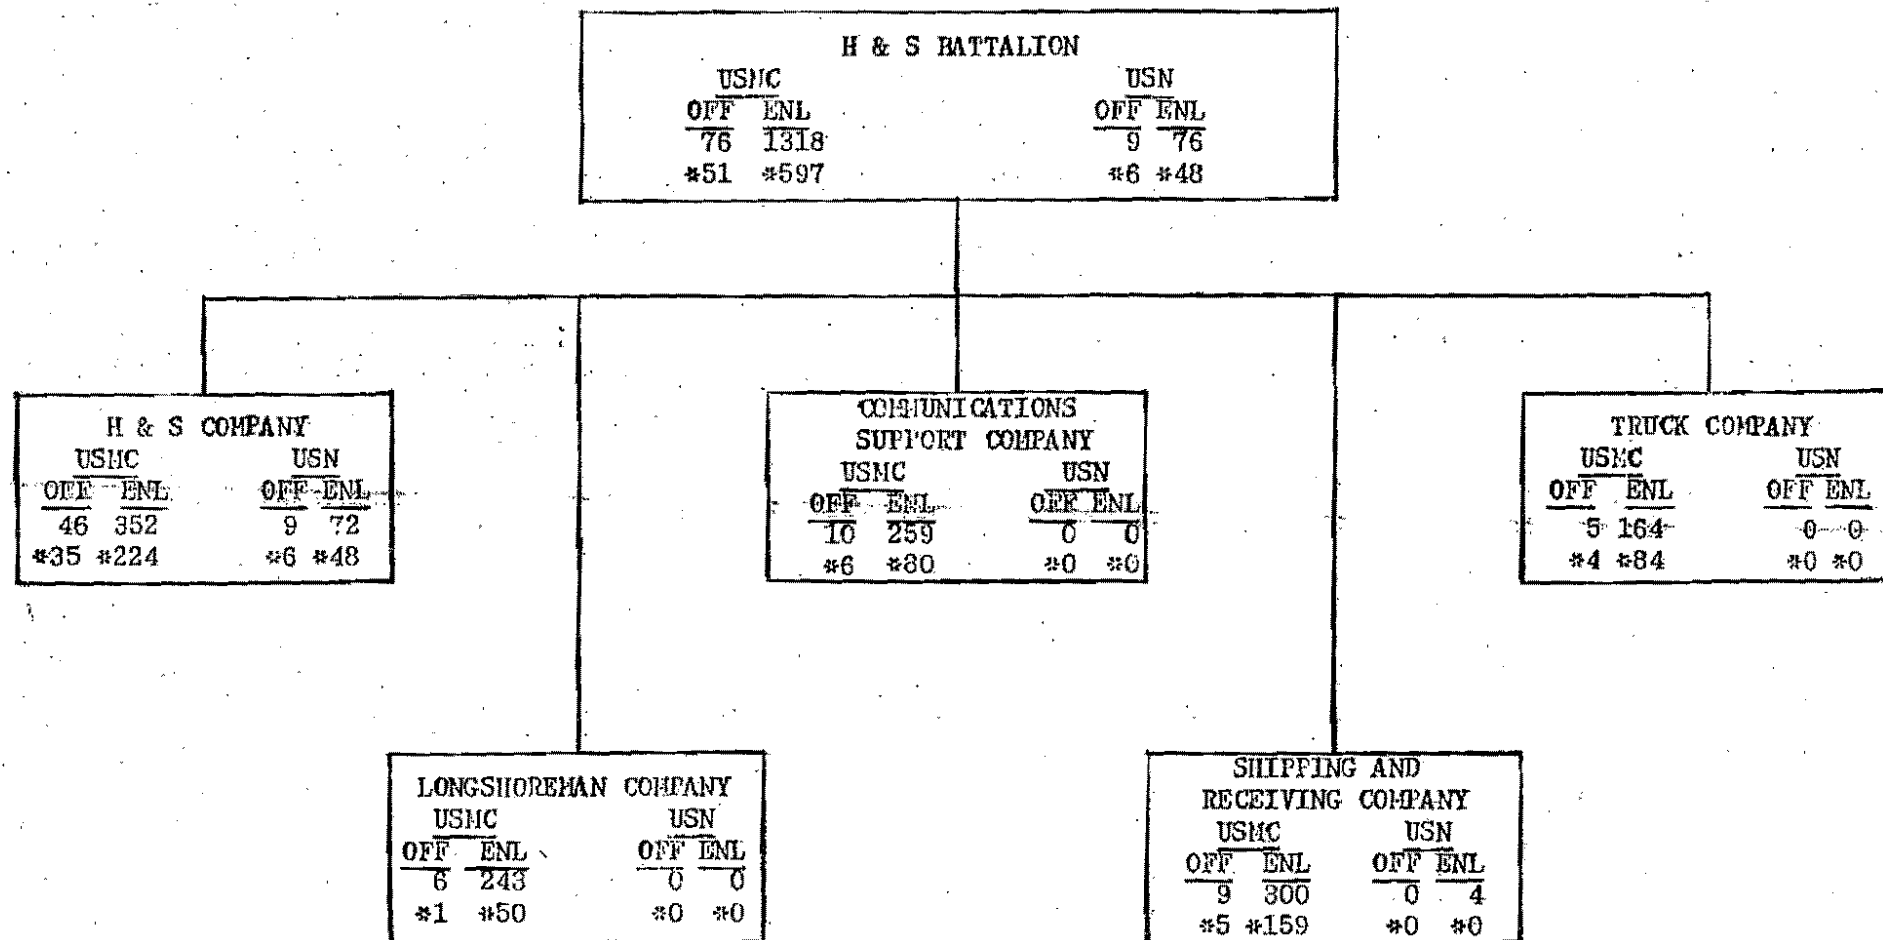 H & S BATTALION
USMC USN
OFF ENL OFF ENL
76 1318 9 76
*51 *597 *6 *48
H & S COMPANY
USMC USN
OFF ENL OFF ENL
46 352 9 72
*35 *224 *6 *48
COMMUNICATIONS
SUPPORT COMPANY
USMC USN
OFF ENL OFF ENL
10 259 0 0
*6 *80 *0 *0
TRUCK COMPANY
USMC USN
OFF ENL OFF ENL
5 164 0 0
*4 *84 *0 *0
LONGSHOREMAN COMPANY
USMC USN
OFF ENL OFF ENL
6 243 0 0
*1 *50 *0 *0
SHIPPING AND
RECEIVING COMPANY
USMC USN
OFF ENL OFF ENL
9 300 0 4
*5 *159 *0 *0